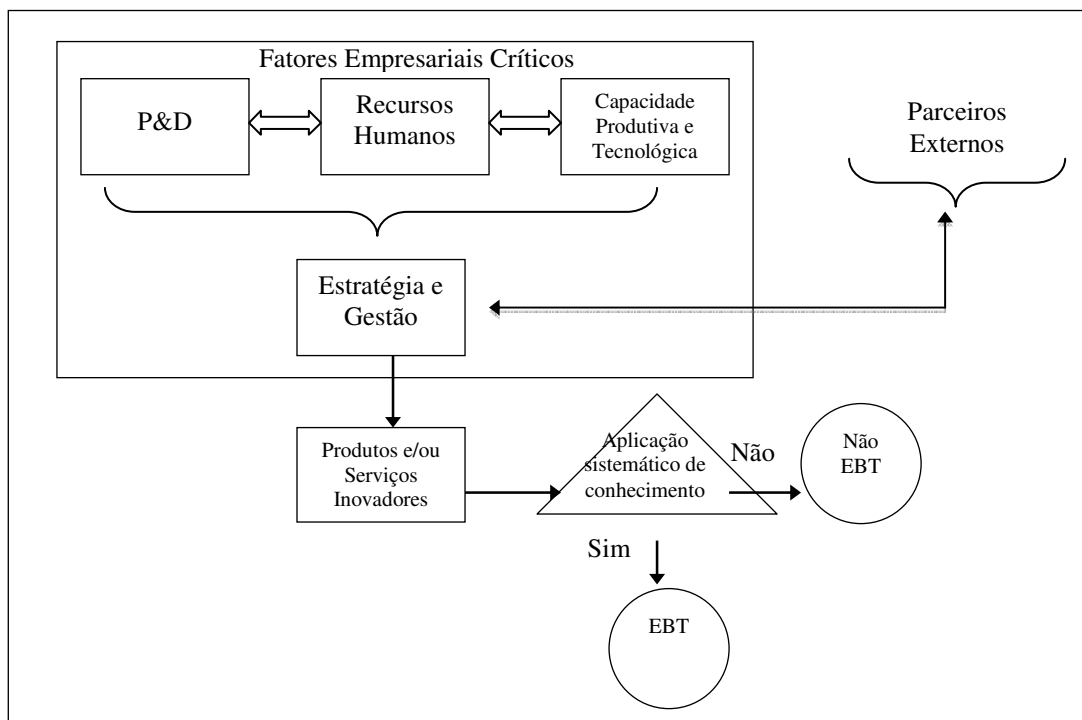 Fatores Empresariais Críticos
P&D
Recursos
Humanos
Capacidade
Produtiva e
Tecnológica
Parceiros
Externos
Estratégia e
Gestão
Produtos e/ou
Serviços
Inovadores
Aplicação
sistemático de
conhecimento
Não
Não
EBT
Sim
EBT